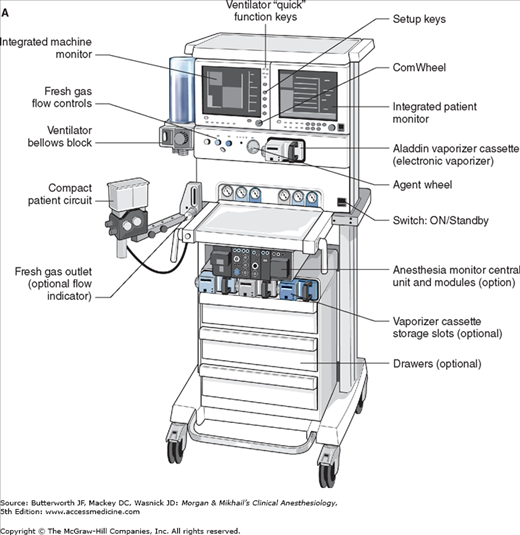 A
Ventilator “quick”
function keys
Setup keys
Integrated machine
monitor
ComWheel
Fresh gas
flow controls
Integrated patient
monitor
Ventilator
bellows block
Aladdin vaporizer cassette
(electronic vaporizer)
Agent wheel
Compact
patient circuit
Switch: ON/Standby
Fresh gas outlet
(optional flow
indicator)
Anesthesia monitor central
unit and modules (option)
Vaporizer cassette
storage slots (optional)
Drawers (optional)
Source: Butterworth JF, Mackey DC, Wasnick JD: Morgan & Mikhail's Clinical Anesthesiology,
5th Edition: www.accessmedicine.com
Copyright © The McGraw-Hill Companies, Inc. All rights reserved.